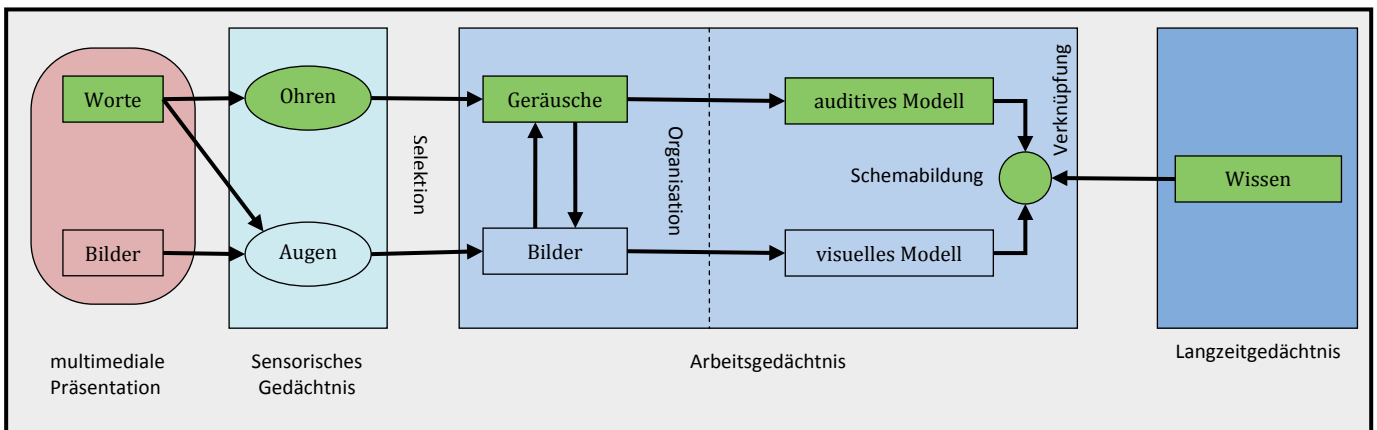 Worte
Ohren
Geräusche
auditives Modell
Verknüpfung
Selektion
Organisation
Schemabildung
Wissen
Bilder
Augen
Bilder
visuelles Modell
multimediale
Präsentation
Sensorisches
Gedächtnis
Arbeitsgedächtnis
Langzeitgedächtnis